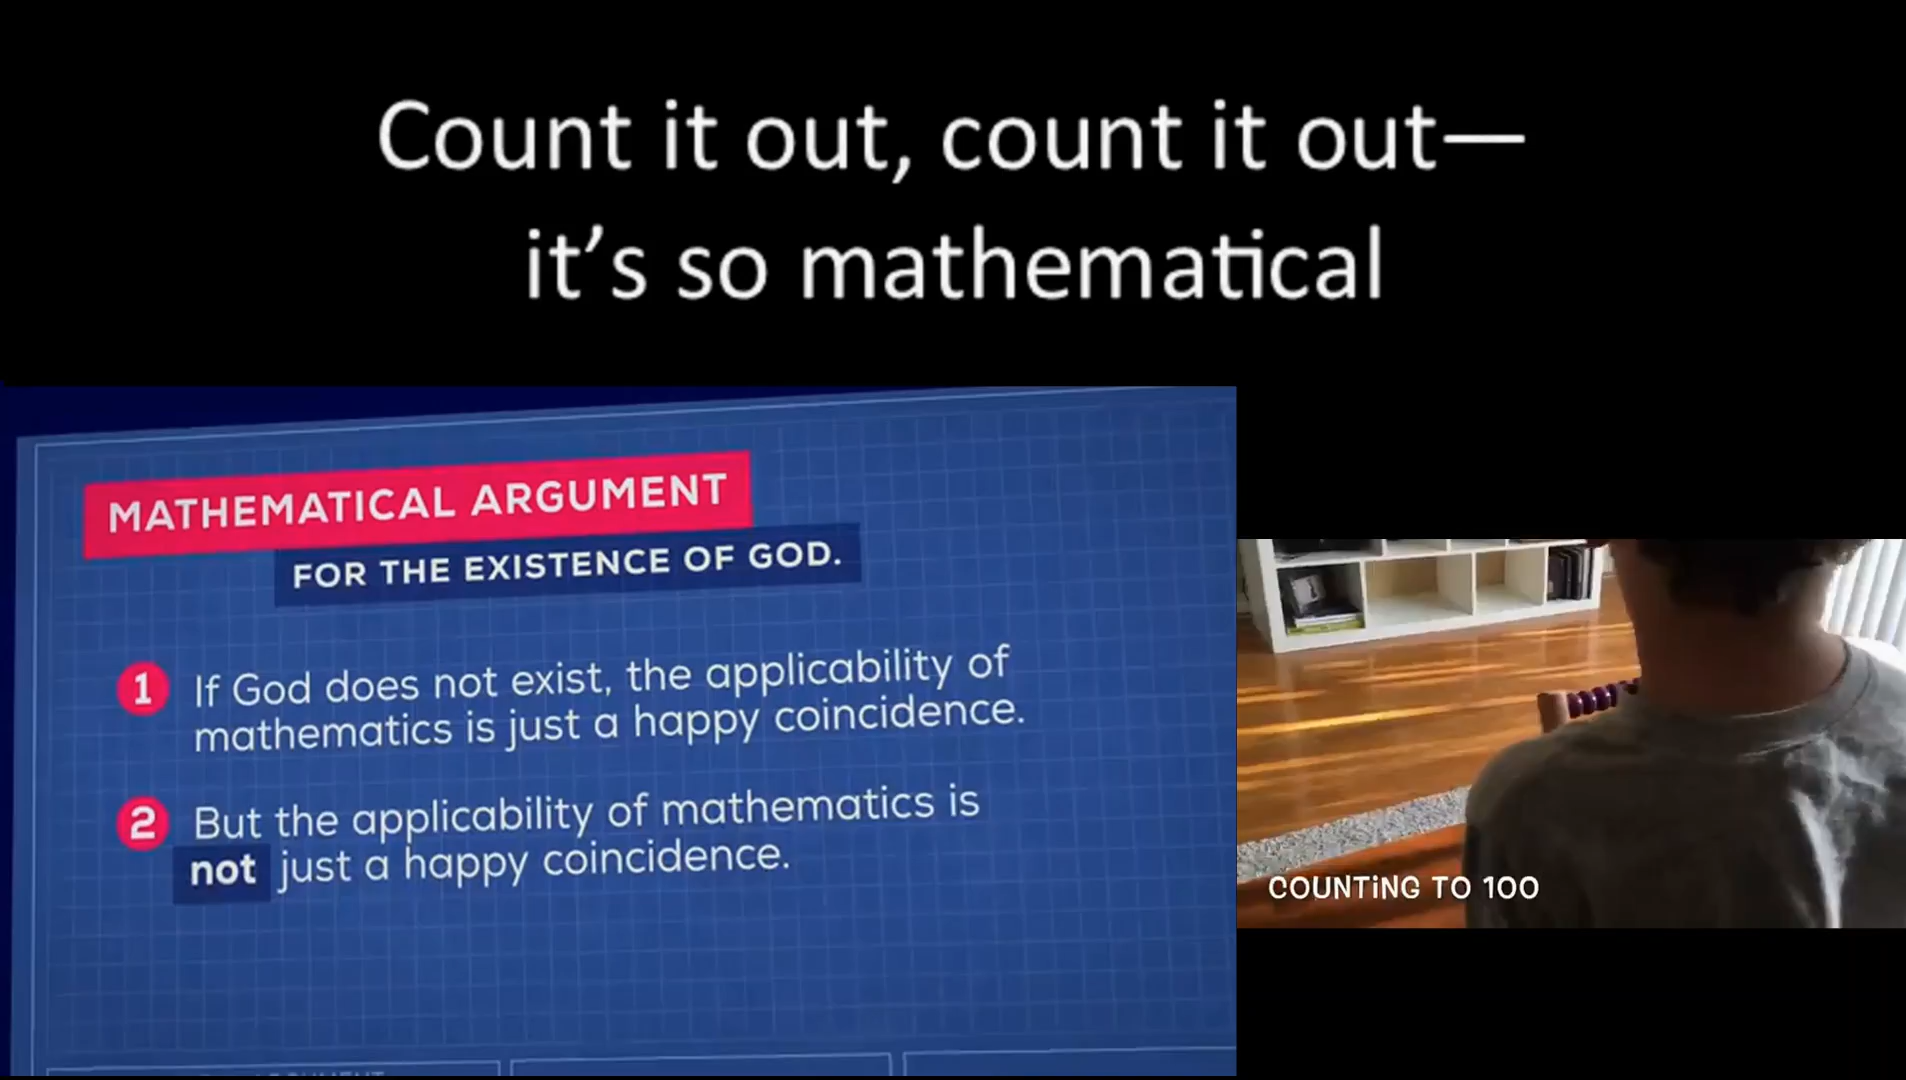 Count it out, count it out—
it’s so mathematical
MATHEMATICAL ARGUMENT
FOR THE EXISTENCE OF GOD.
1 If God does not exist, the applicability of
mathematics is just a happy coincidence.
2 But the applicability of mathematics is
not just a happy coincidence.
COUNTING TO 100